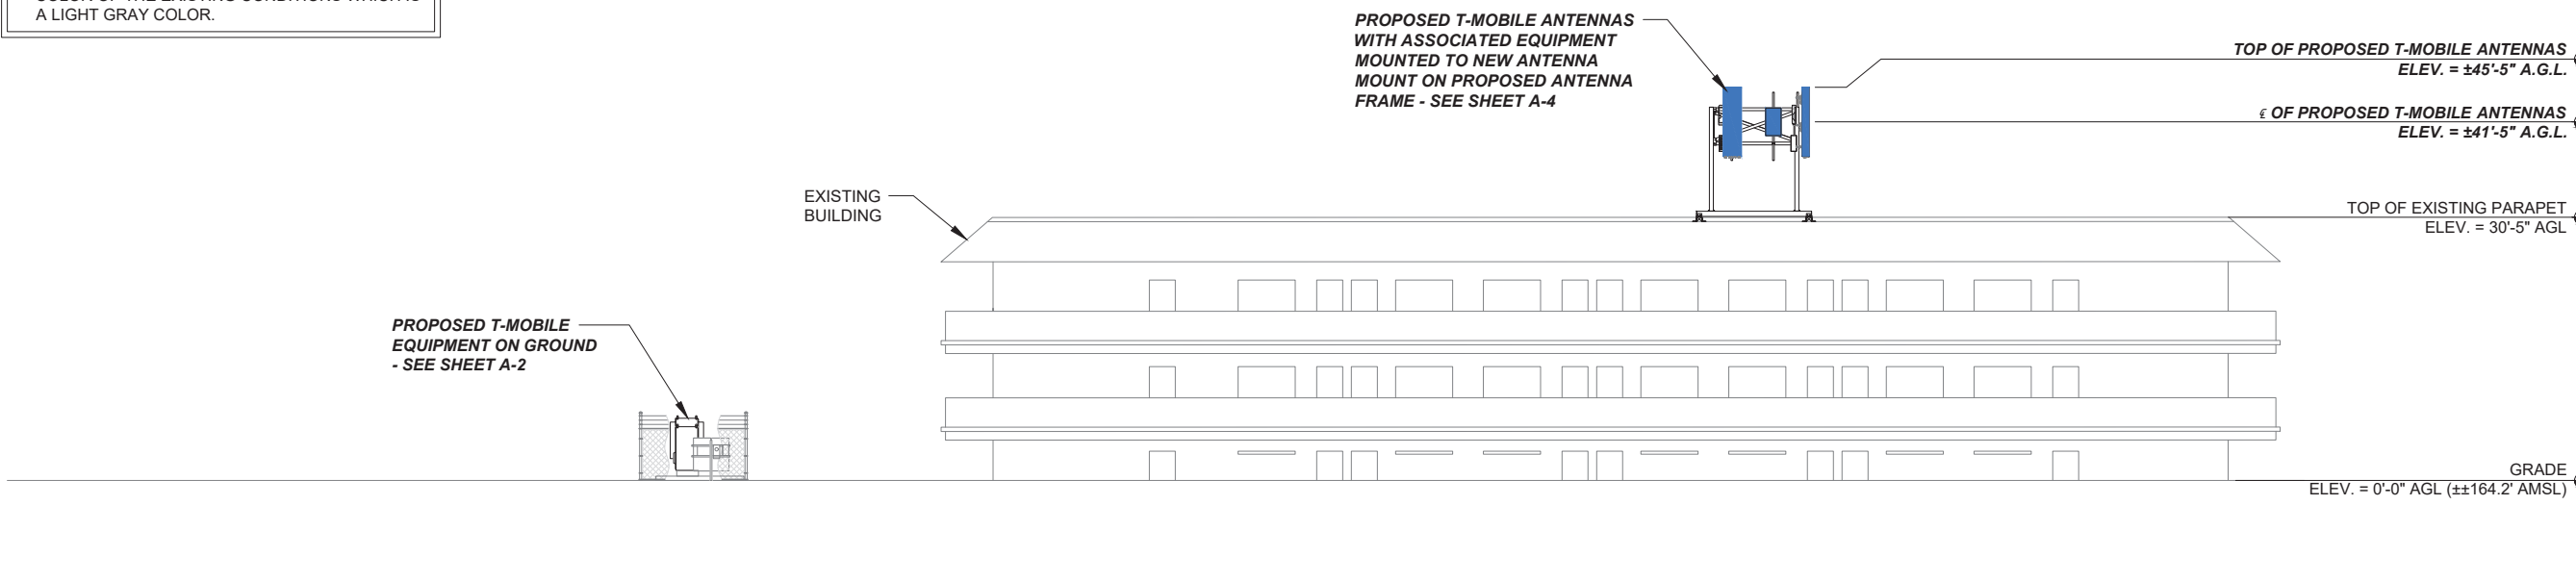 A LIGHT GRAY COLOR.
PROPOSED T-MOBILE ANTENNAS
WITH ASSOCIATED EQUIPMENT
MOUNTED TO NEW ANTENNA
MOUNT ON PROPOSED ANTENNA
FRAME - SEE SHEET A-4
TOP OF PROPOSED T-MOBILE ANTENNAS
ELEV. = ±45'-5" A.G.L.
℄ OF PROPOSED T-MOBILE ANTENNAS
ELEV. = ±41'-5" A.G.L.
EXISTING
BUILDING
TOP OF EXISTING PARAPET
ELEV. = 30'-5" AGL
PROPOSED T-MOBILE
EQUIPMENT ON GROUND
- SEE SHEET A-2
GRADE
ELEV. = 0'-0" AGL (±±164.2' AMSL)